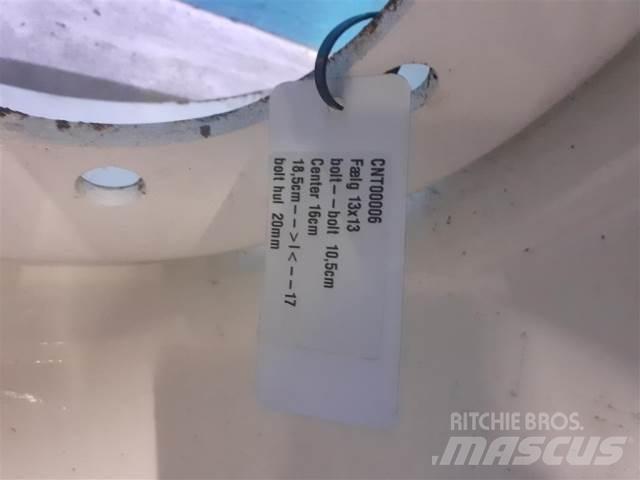 CNT00006
Fælg 13x13
bolt--bolt 10,5cm
Center 16cm
18,5cm-->I<--17
bolt hul 20mm
RITCHIE BROS.
MASCUS